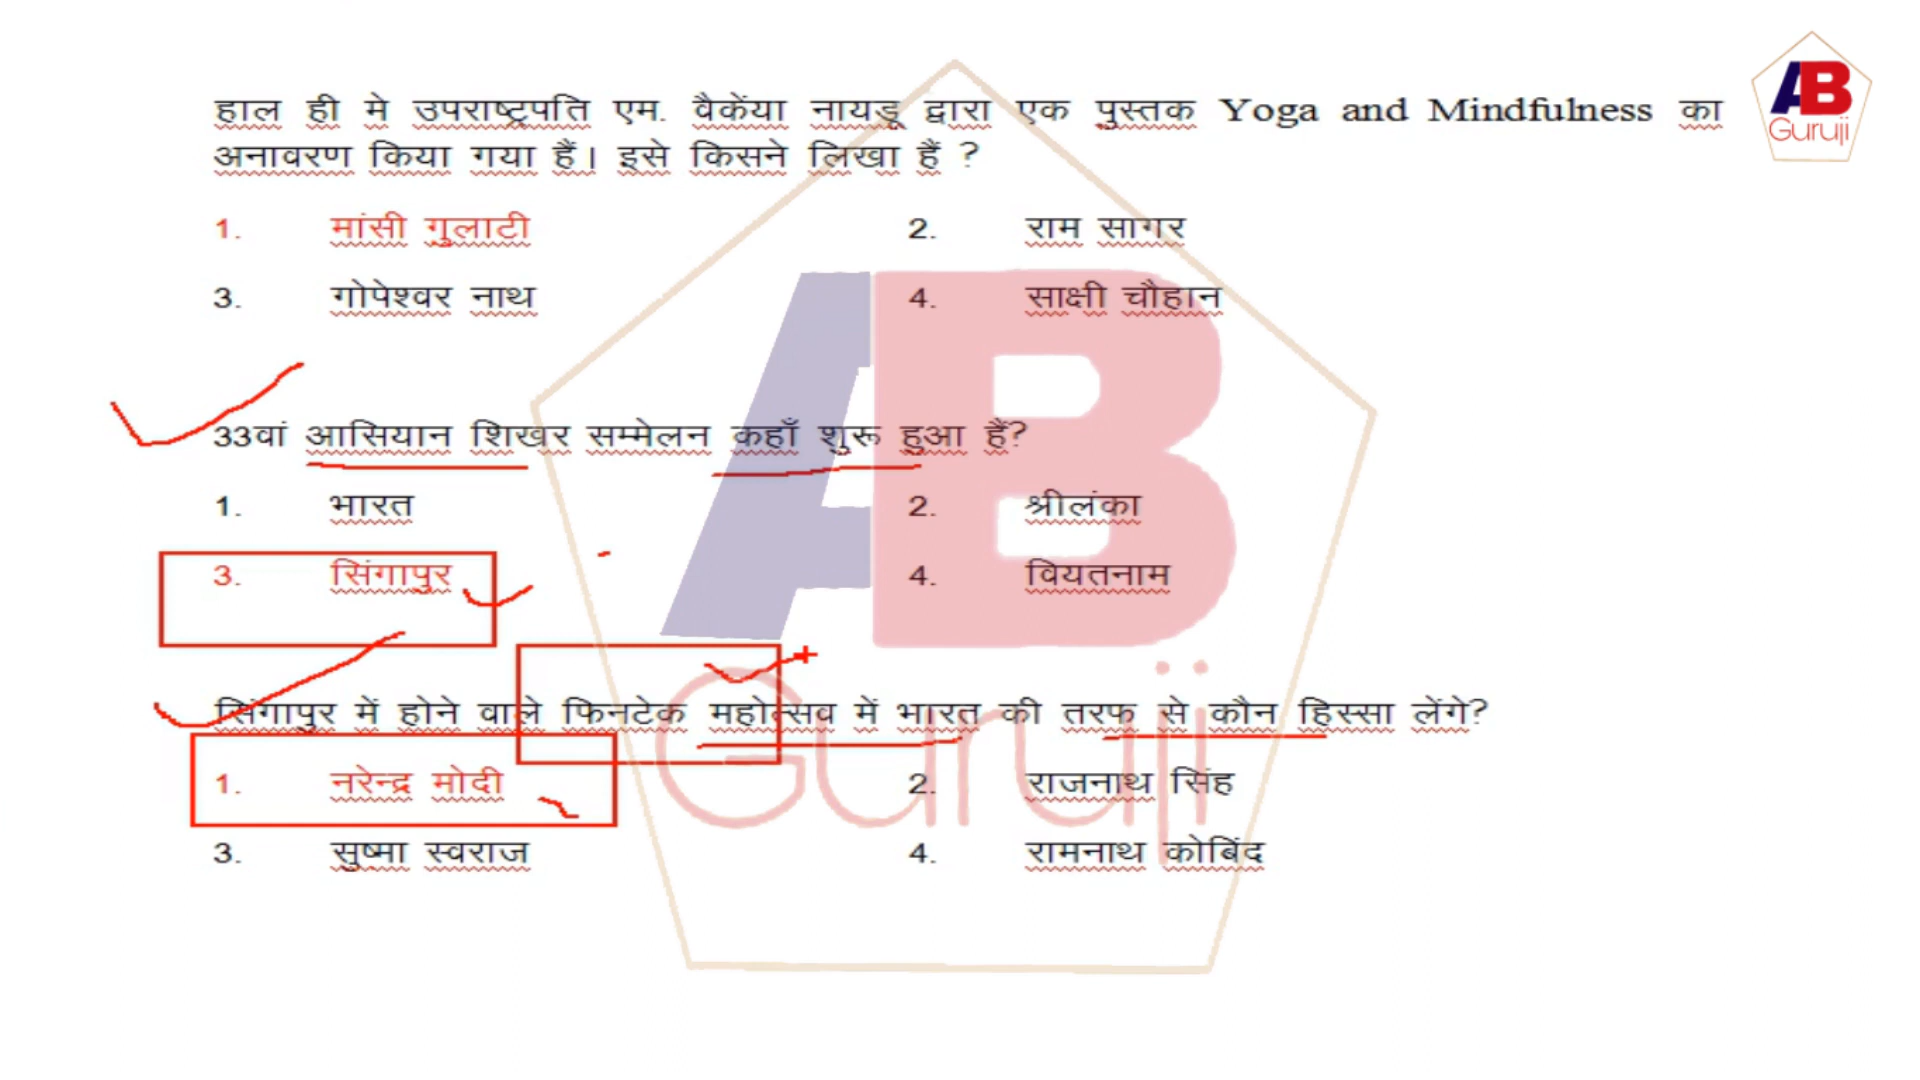 AB
Guruji
हाल ही मे उपराष्ट्रपति एम. वैकेंया नायडू द्वारा एक पुस्तक Yoga and Mindfulness का
अनावरण किया गया हैं। इसे किसने लिखा हैं ?
1. मांसी गुलाटी 2. राम सागर
3. गोपेश्वर नाथ 4. साक्षी चौहान
33वां आसियान शिखर सम्मेलन कहाँ शुरू हुआ हैं?
1. भारत 2. श्रीलंका
3. सिंगापुर 4. वियतनाम
सिंगापुर में होने वाले फिनटेक महोत्सव में भारत की तरफ से कौन हिस्सा लेंगे?
1. नरेन्द्र मोदी 2. राजनाथ सिंह
3. सुष्मा स्वराज 4. रामनाथ कोबिंद
AB
Guruji